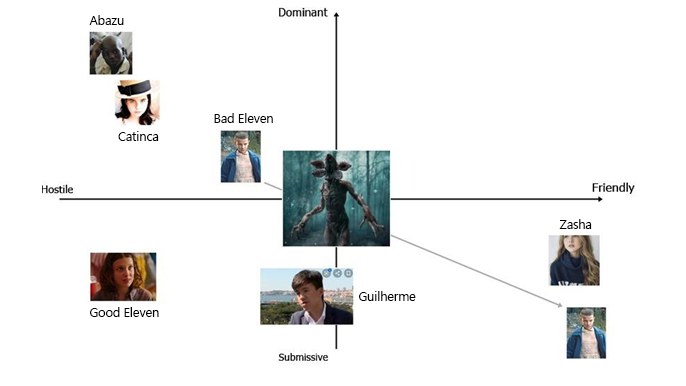 Dominant
Abazu
Catinca
Bad Eleven
Hostile
Friendly
Zasha
Good Eleven
Guilherme
Submissive